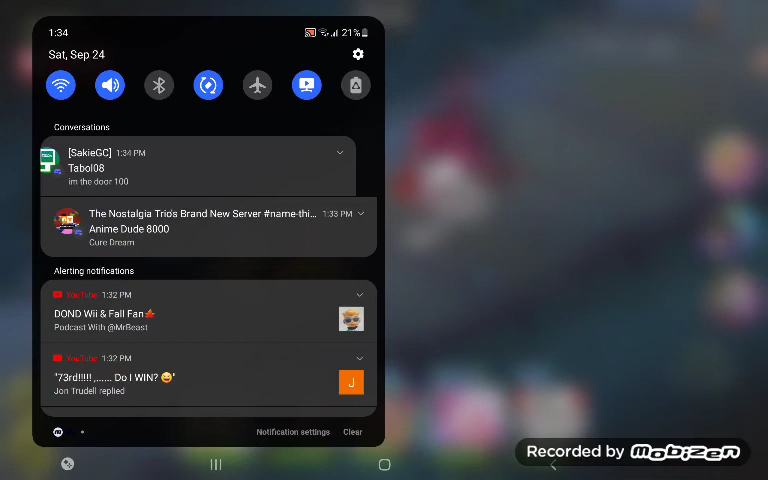 1:34
21%
Sat, Sep 24
Conversations
[SakieGC] 1:34 PM
Tabol08
im the door 100
The Nostalgia Trio's Brand New Server #name-thi... 1:33 PM
Anime Dude 8000
Cure Dream
Alerting notifications
YouTube 1:32 PM
DOND Wii & Fall Fan🍁
Podcast With @MrBeast
YouTube 1:32 PM
"73rd!!!!! ,...... Do I WIN? 😅"
J
Jon Trudell replied
Notification settings
Clear
Recorded by Mobizen